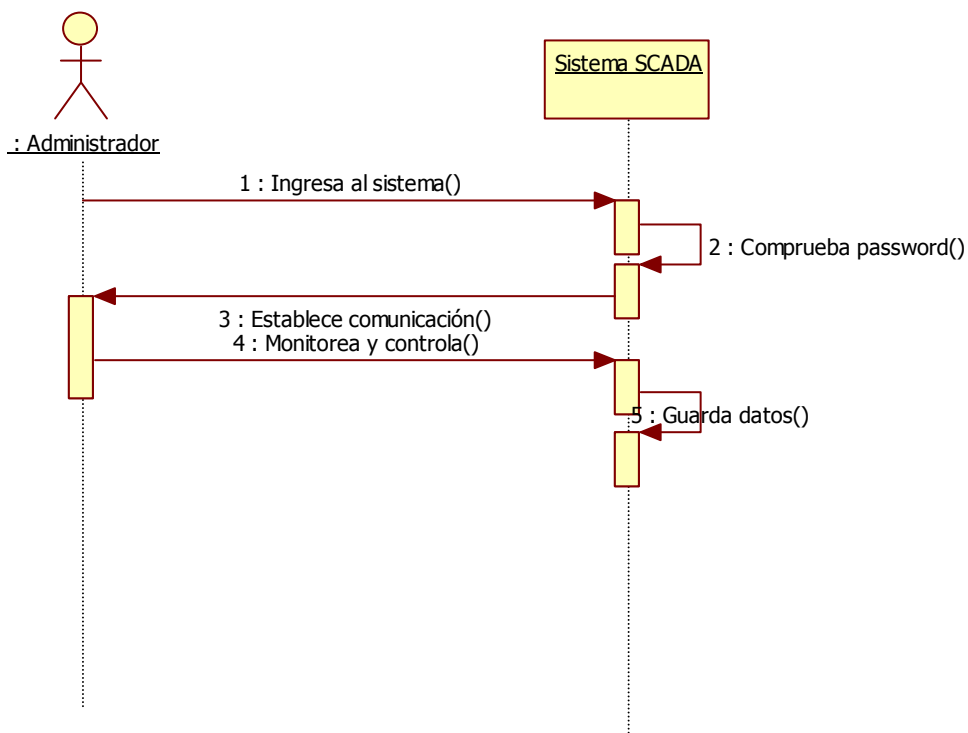 Sistema SCADA
: Administrador
1 : Ingresa al sistema()
2 : Comprueba password()
3 : Establece comunicación()
4 : Monitorea y controla()
5 : Guarda datos()